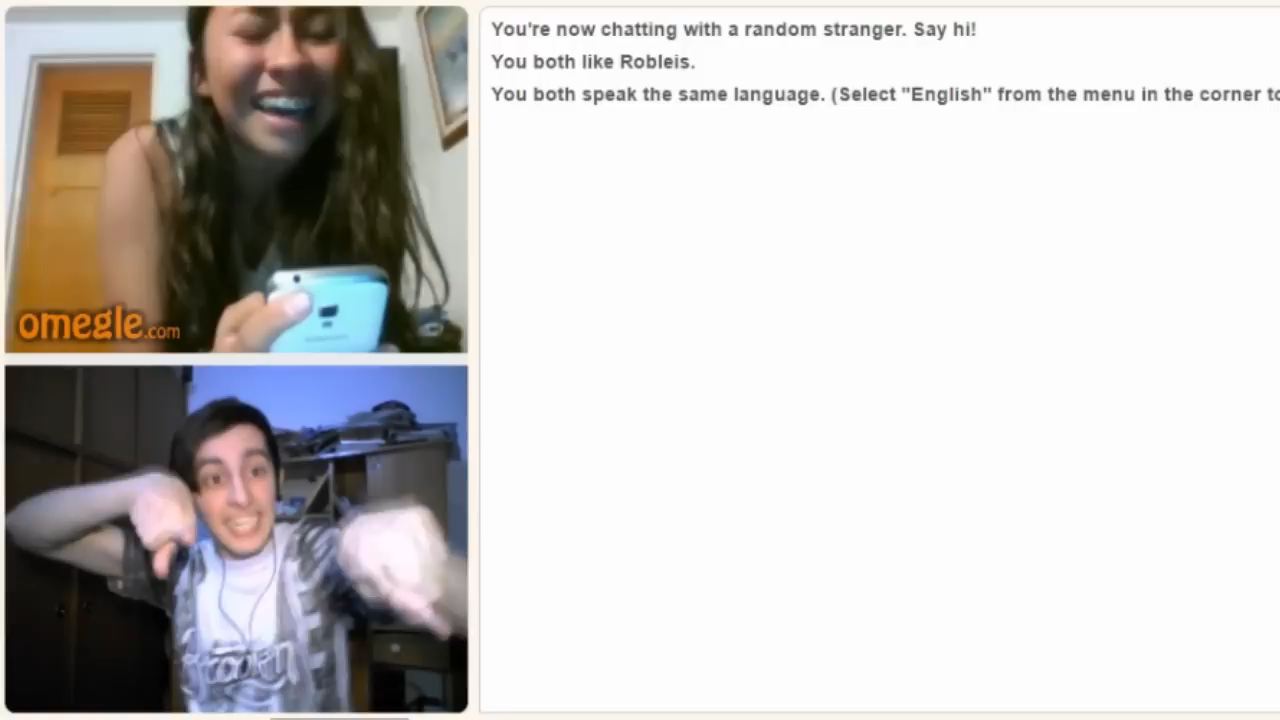 You're now chatting with a random stranger. Say hi!
You both like Robleis.
You both speak the same language. (Select "English" from the menu in the corner to
omegle.com